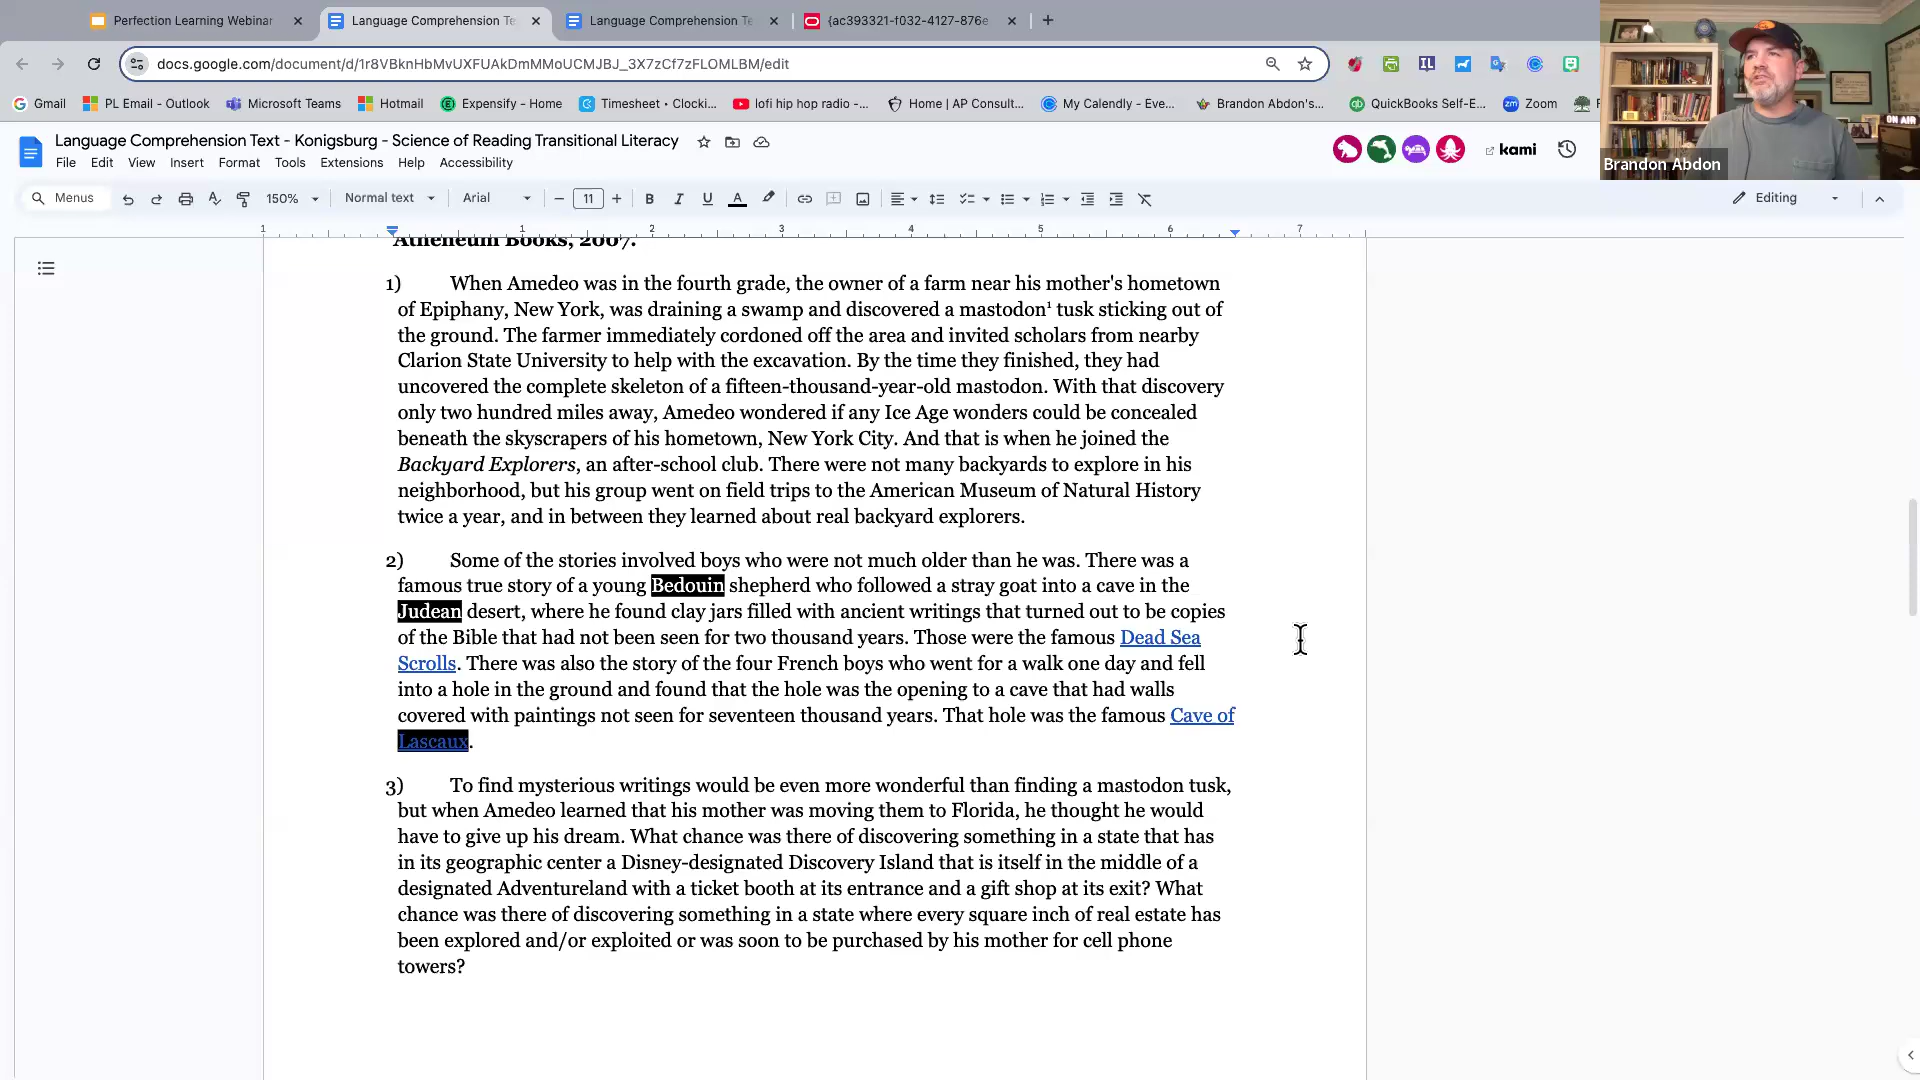 Perfection Learning Webinar
Language Comprehension Te
Language Comprehension Te
{ac393321-f032-4127-876e
docs.google.com/document/d/1r8VBknHbMvUXFUAkDmMMoUCMJBJ_3X7zCf7zFLOMLBM/edit
Gmail
PL Email - Outlook
Microsoft Teams
Hotmail
Expensify - Home
Timesheet • Clocki...
lofi hip hop radio -...
Home | AP Consult...
My Calendly - Eve...
Brandon Abdon's...
QuickBooks Self-E...
Zoom
ON AIR
Brandon Abdon
Language Comprehension Text - Konigsburg - Science of Reading Transitional Literacy
File Edit View Insert Format Tools Extensions Help Accessibility
kami
Menus
150%
Normal text
Arial
11
Editing
1 1 2 3 4 5 6 7
Atheneum Books, 2007.
1) When Amedeo was in the fourth grade, the owner of a farm near his mother's hometown
of Epiphany, New York, was draining a swamp and discovered a mastodon¹ tusk sticking out of
the ground. The farmer immediately cordoned off the area and invited scholars from nearby
Clarion State University to help with the excavation. By the time they finished, they had
uncovered the complete skeleton of a fifteen-thousand-year-old mastodon. With that discovery
only two hundred miles away, Amedeo wondered if any Ice Age wonders could be concealed
beneath the skyscrapers of his hometown, New York City. And that is when he joined the
Backyard Explorers, an after-school club. There were not many backyards to explore in his
neighborhood, but his group went on field trips to the American Museum of Natural History
twice a year, and in between they learned about real backyard explorers.
2) Some of the stories involved boys who were not much older than he was. There was a
famous true story of a young Bedouin shepherd who followed a stray goat into a cave in the
Judean desert, where he found clay jars filled with ancient writings that turned out to be copies
of the Bible that had not been seen for two thousand years. Those were the famous Dead Sea
Scrolls. There was also the story of the four French boys who went for a walk one day and fell
into a hole in the ground and found that the hole was the opening to a cave that had walls
covered with paintings not seen for seventeen thousand years. That hole was the famous Cave of
Lascaux.
3) To find mysterious writings would be even more wonderful than finding a mastodon tusk,
but when Amedeo learned that his mother was moving them to Florida, he thought he would
have to give up his dream. What chance was there of discovering something in a state that has
in its geographic center a Disney-designated Discovery Island that is itself in the middle of a
designated Adventureland with a ticket booth at its entrance and a gift shop at its exit? What
chance was there of discovering something in a state where every square inch of real estate has
been explored and/or exploited or was soon to be purchased by his mother for cell phone
towers?